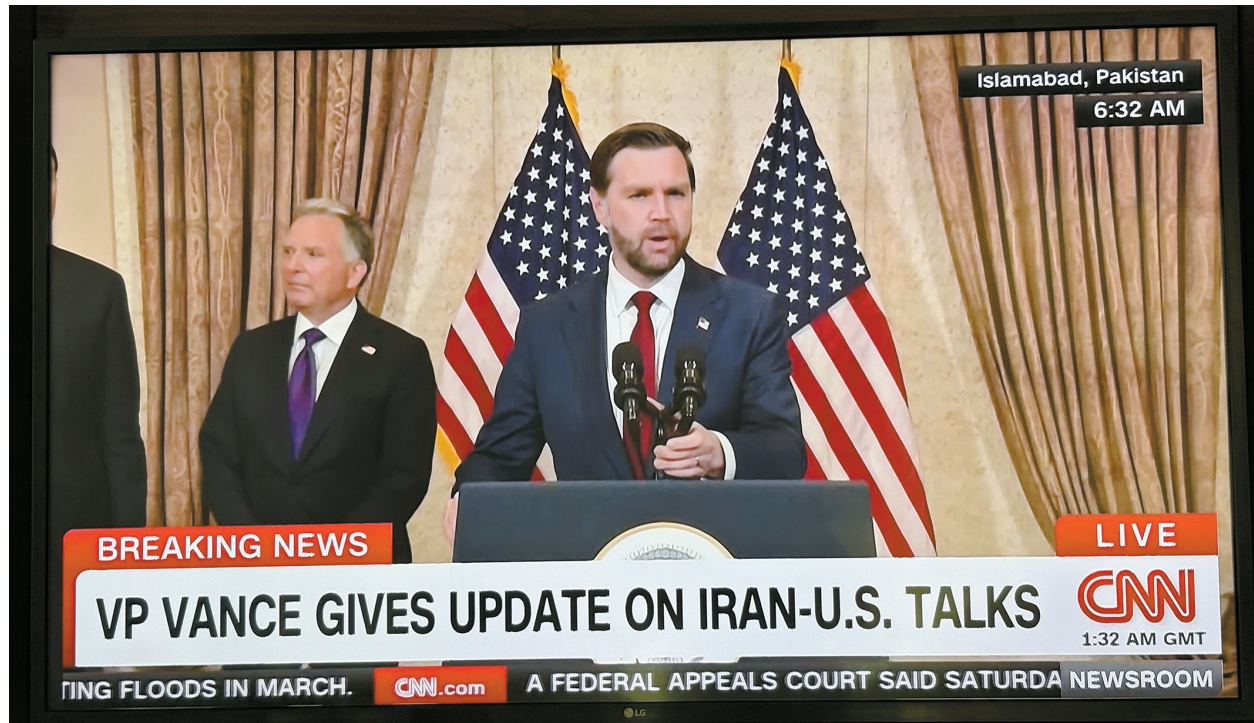 Islamabad, Pakistan
6:32 AM
BREAKING NEWS
LIVE
VP VANCE GIVES UPDATE ON IRAN-U.S. TALKS
CNN
1:32 AM GMT
TING FLOODS IN MARCH.
CNN.com
A FEDERAL APPEALS COURT SAID SATURDA
NEWSROOM
LG